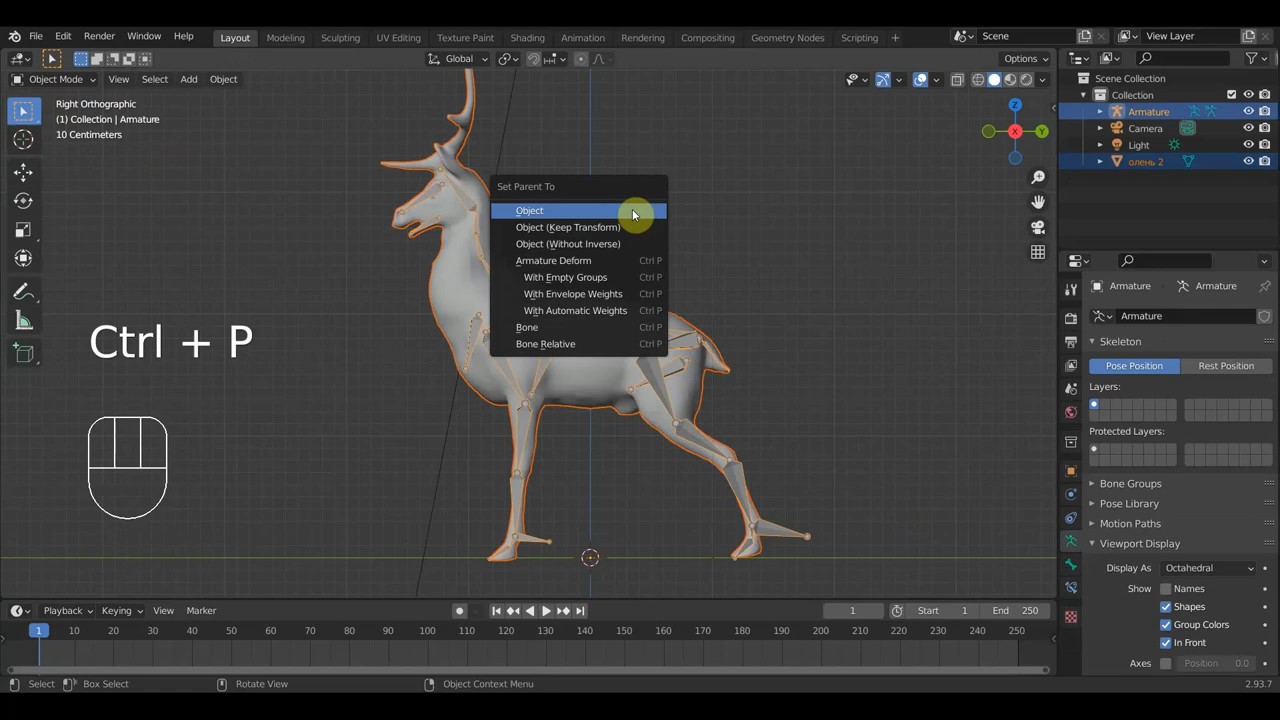 File Edit Render Window Help
Layout Modeling Sculpting UV Editing Texture Paint Shading Animation Rendering Compositing Geometry Nodes Scripting +
Scene
View Layer
Global
Options
Object Mode View Select Add Object
Right Orthographic
(1) Collection | Armature
10 Centimeters
Z
X
Y
Set Parent To
Object
Object (Keep Transform)
Object (Without Inverse)
Armature Deform Ctrl P
With Empty Groups Ctrl P
With Envelope Weights Ctrl P
With Automatic Weights Ctrl P
Bone Ctrl P
Bone Relative Ctrl P
Ctrl + P
Scene Collection
Collection
Armature
Camera
Light
олень 2
Armature Armature
Armature
Skeleton
Pose Position Rest Position
Layers:
Protected Layers:
Bone Groups
Pose Library
Motion Paths
Viewport Display
Display As Octahedral
Show Names
Shapes
Group Colors
In Front
Axes Position 0.0
Playback Keying View Marker
1 Start 1 End 250
1 10 20 30 40 50 60 70 80 90 100 110 120 130 140 150 160 170 180 190 200 210 220 230 240 250
Select Box Select Rotate View Object Context Menu 2.93.7